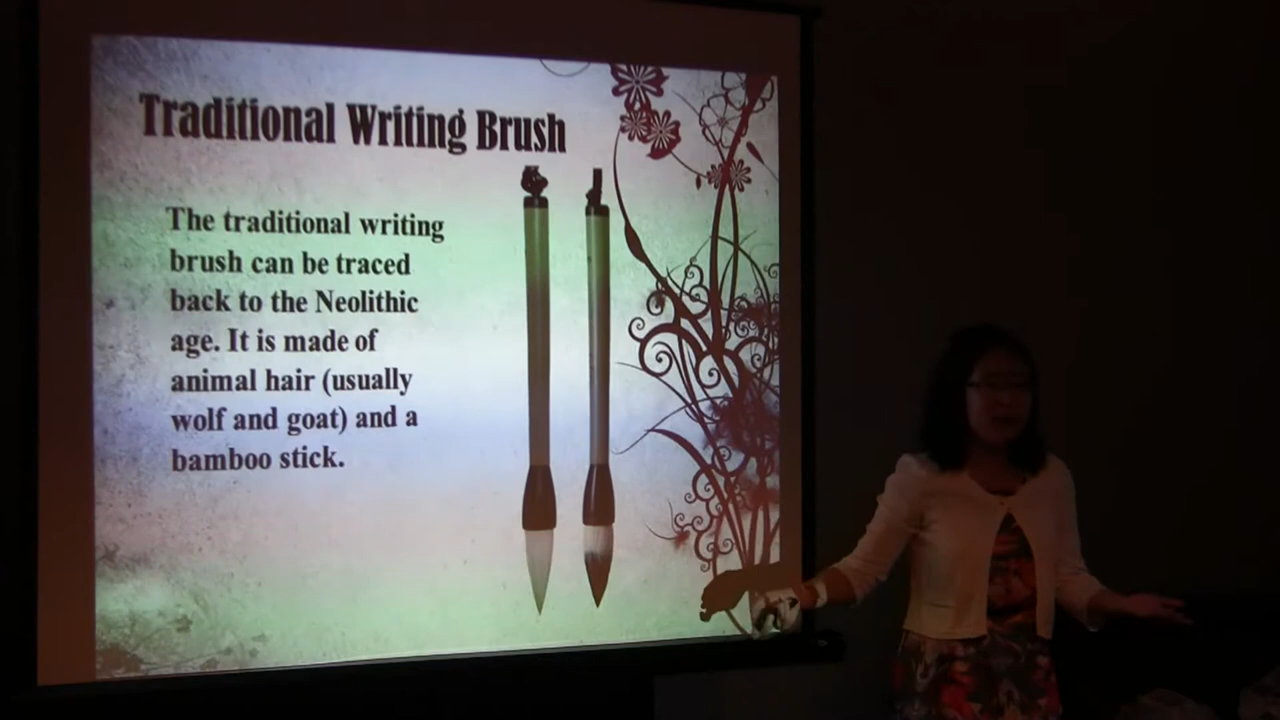 Traditional Writing Brush
The traditional writing
brush can be traced
back to the Neolithic
age. It is made of
animal hair (usually
wolf and goat) and a
bamboo stick.